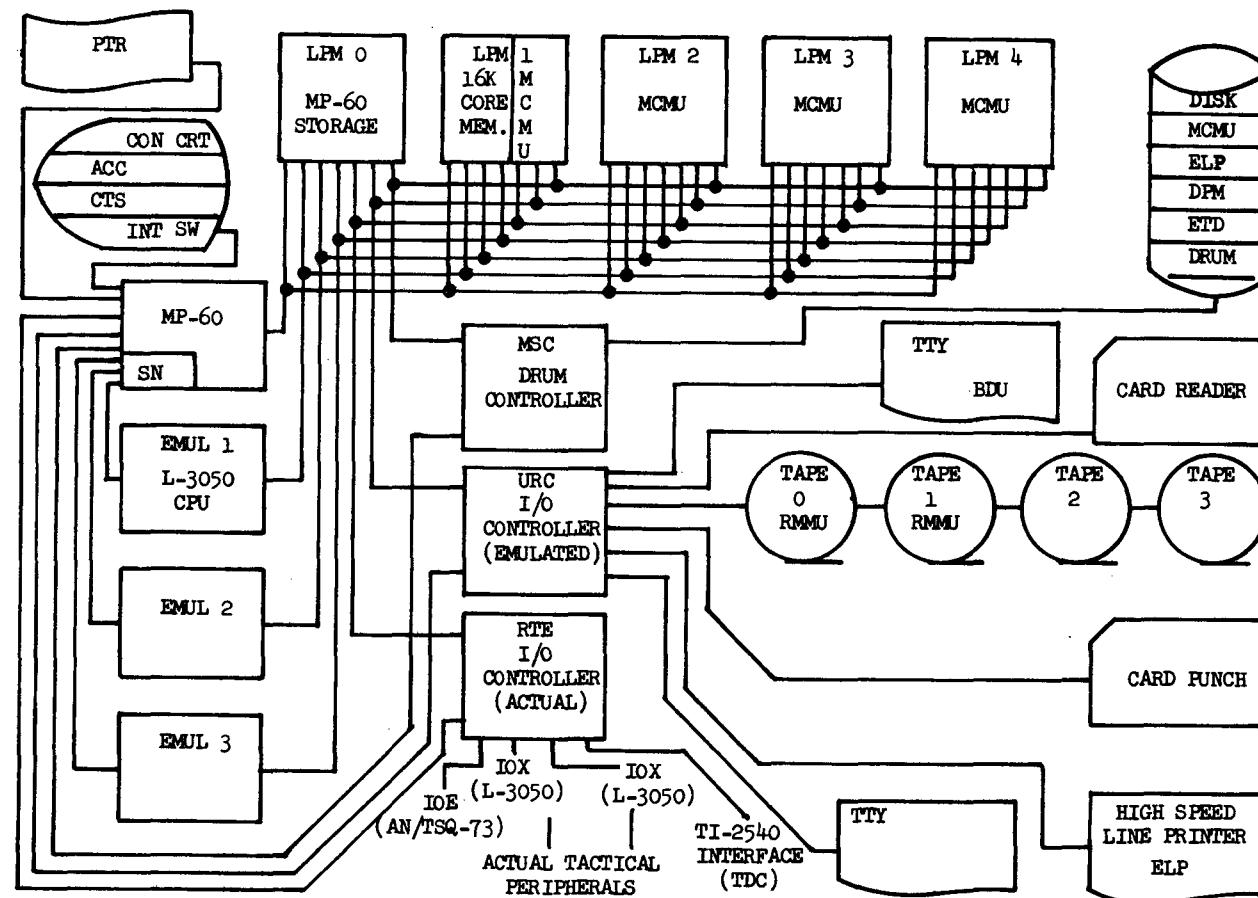 PTR
CON CRT
ACC
CTS
INT SW
LPM 0
MP-60
STORAGE
LPM 1
16K M
CORE C
MEM. M
U
LPM 2
MCMU
LPM 3
MCMU
LPM 4
MCMU
DISK
MCMU
ELP
DPM
ETD
DRUM
MP-60
SN
EMUL 1
L-3050
CPU
EMUL 2
EMUL 3
MSC
DRUM
CONTROLLER
URC
I/O
CONTROLLER
(EMULATED)
RTE
I/O
CONTROLLER
(ACTUAL)
TTY
BDU
CARD READER
TAPE
0
RMMU
TAPE
1
RMMU
TAPE
2
TAPE
3
CARD PUNCH
IOE
(AN/TSQ-73)
IOX
(L-3050)
IOX
(L-3050)
ACTUAL TACTICAL
PERIPHERALS
TI-2540
INTERFACE
(TDC)
TTY
HIGH SPEED
LINE PRINTER
ELP